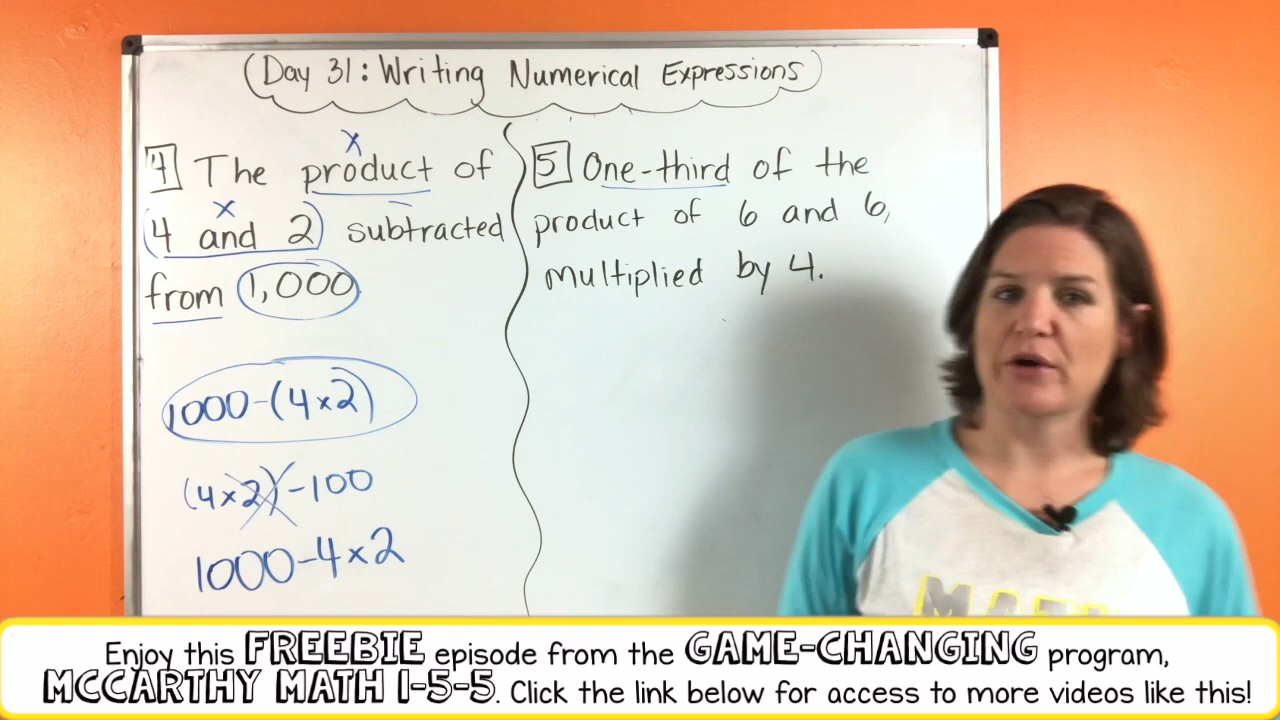 Day 31: Writing Numerical Expressions
x
4 The product of
x
(4 and 2) subtracted
from 1,000
1000-(4×2)
(4×2)-100
1000-4×2
5 One-third of the
product of 6 and 6,
multiplied by 4.
MATH
Enjoy this FREEBIE episode from the GAME-CHANGING program,
MCCARTHY MATH 1-5-5. Click the link below for access to more videos like this!